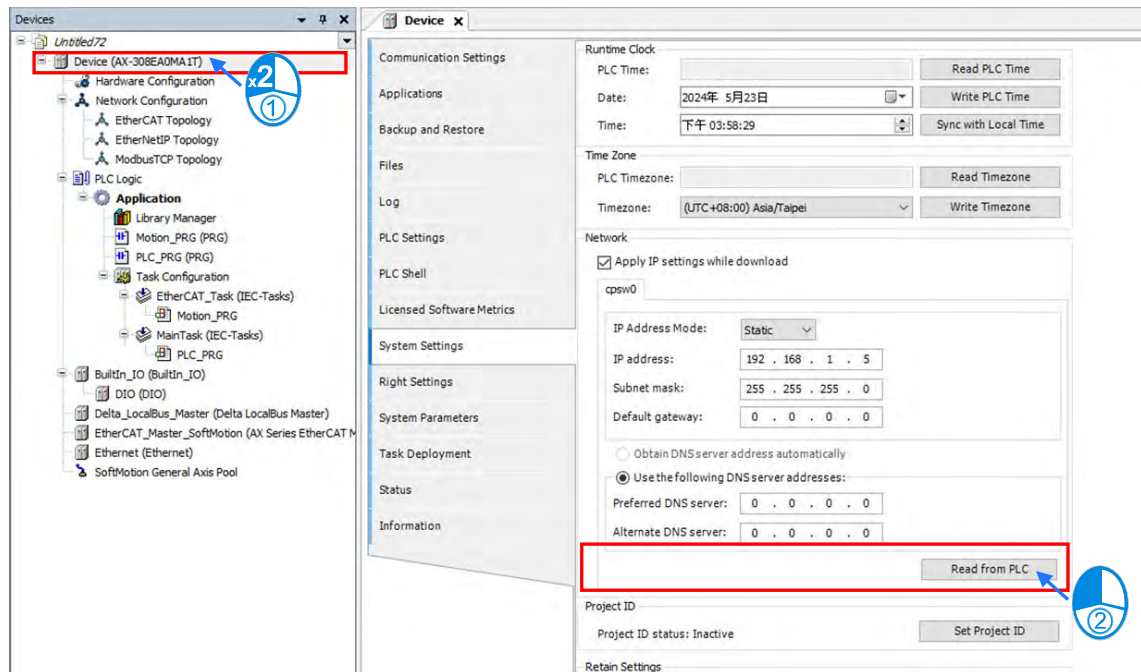 Devices
Untitled72
Device (AX-308EA0MA1T)
Hardware Configuration
Network Configuration
EtherCAT Topology
EtherNetIP Topology
ModbusTCP Topology
PLC Logic
Application
Library Manager
Motion_PRG (PRG)
PLC_PRG (PRG)
Task Configuration
EtherCAT_Task (IEC-Tasks)
Motion_PRG
MainTask (IEC-Tasks)
PLC_PRG
BuiltIn_IO (BuiltIn_IO)
DIO (DIO)
Delta_LocalBus_Master (Delta LocalBus Master)
EtherCAT_Master_SoftMotion (AX Series EtherCAT M
Ethernet (Ethernet)
SoftMotion General Axis Pool
x2
①
Device
Communication Settings
Applications
Backup and Restore
Files
Log
PLC Settings
PLC Shell
Licensed Software Metrics
System Settings
Right Settings
System Parameters
Task Deployment
Status
Information
Runtime Clock
PLC Time: Read PLC Time
Date: 2024年 5月23日 Write PLC Time
Time: 下午 03:58:29 Sync with Local Time
Time Zone
PLC Timezone: Read Timezone
Timezone: (UTC+08:00) Asia/Taipei Write Timezone
Network
Apply IP settings while download
cpsw0
IP Address Mode: Static
IP address: 192 . 168 . 1 . 5
Subnet mask: 255 . 255 . 255 . 0
Default gateway: 0 . 0 . 0 . 0
Obtain DNS server address automatically
Use the following DNS server addresses:
Preferred DNS server: 0 . 0 . 0 . 0
Alternate DNS server: 0 . 0 . 0 . 0
Read from PLC
②
Project ID
Project ID status: Inactive Set Project ID
Retain Settings